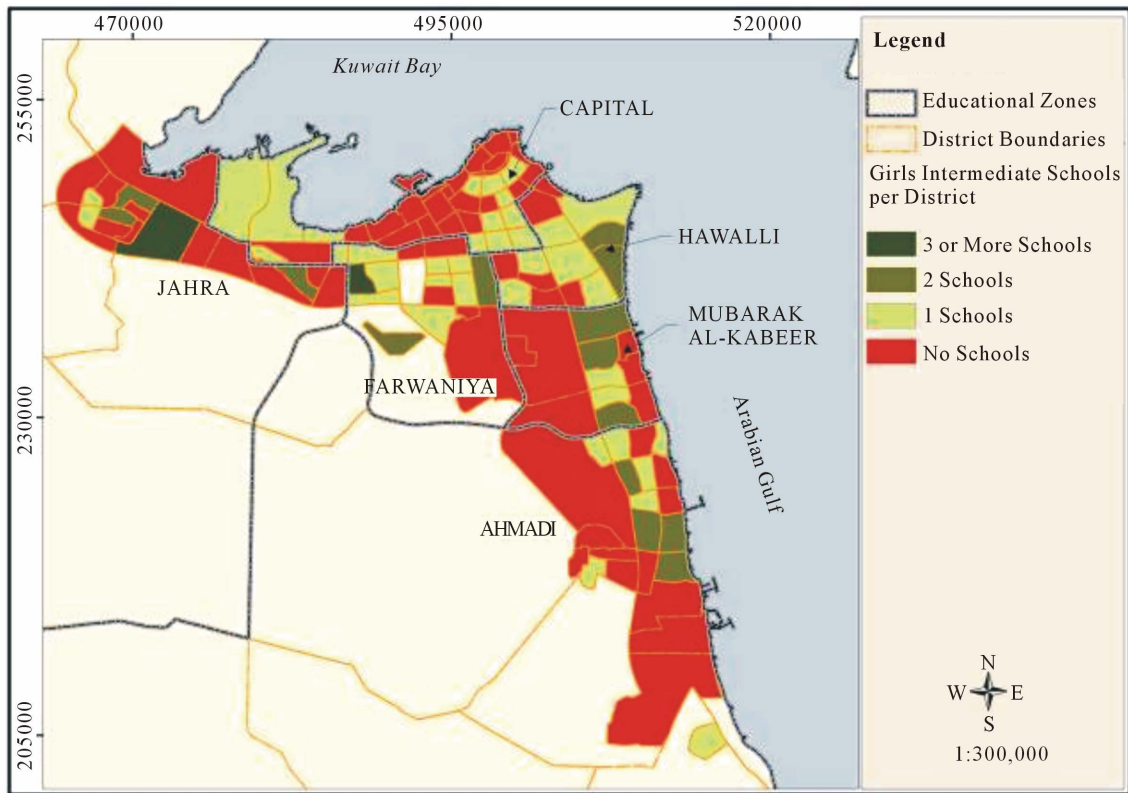 470000
495000
520000
255000
230000
205000
Kuwait Bay
CAPITAL
HAWALLI
MUBARAK
AL-KABEER
JAHRA
FARWANIYA
AHMADI
Arabian Gulf
Legend
Educational Zones
District Boundaries
Girls Intermediate Schools
per District
3 or More Schools
2 Schools
1 Schools
No Schools
N
W E
S
1:300,000